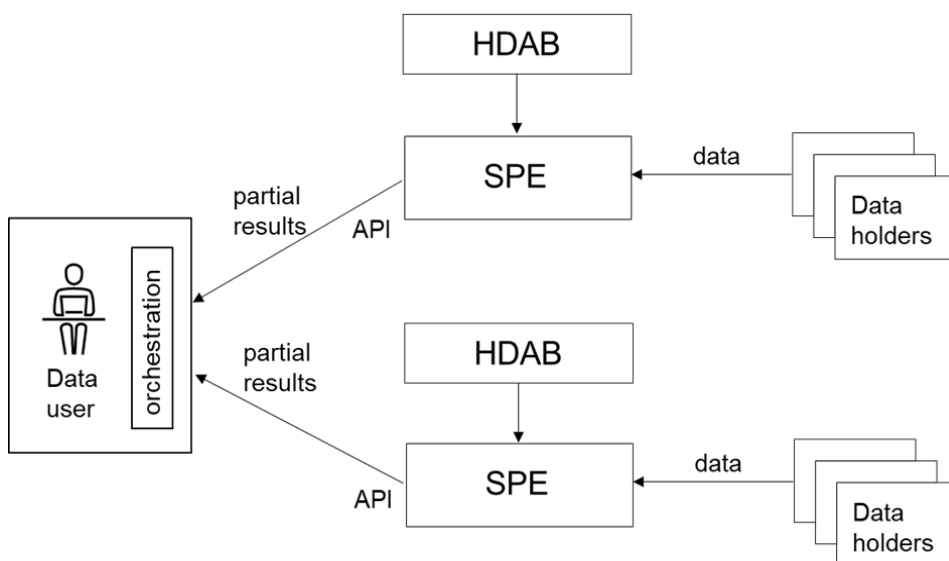 HDAB
SPE
data
Data
holders
partial
results
API
Data
user
orchestration
HDAB
partial
results
SPE
API
data
Data
holders